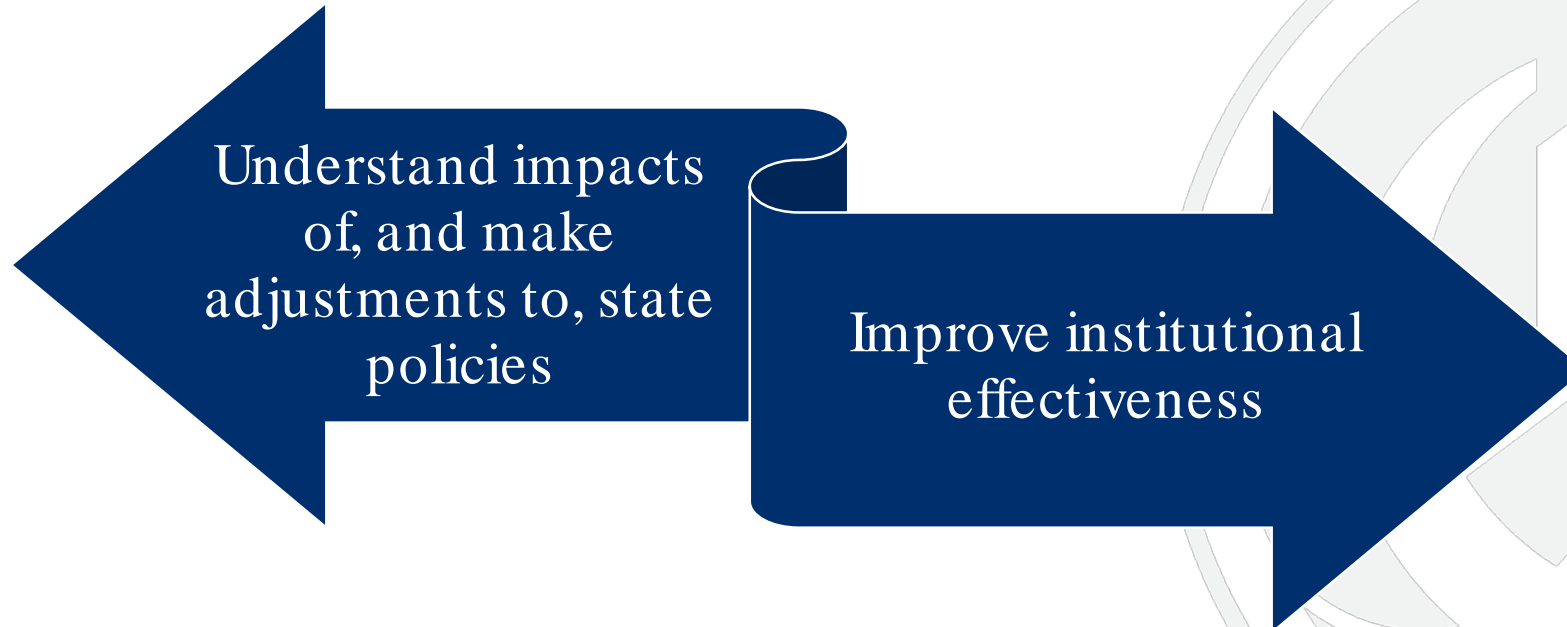 Understand impacts
of, and make
adjustments to, state
policies
Improve institutional
effectiveness